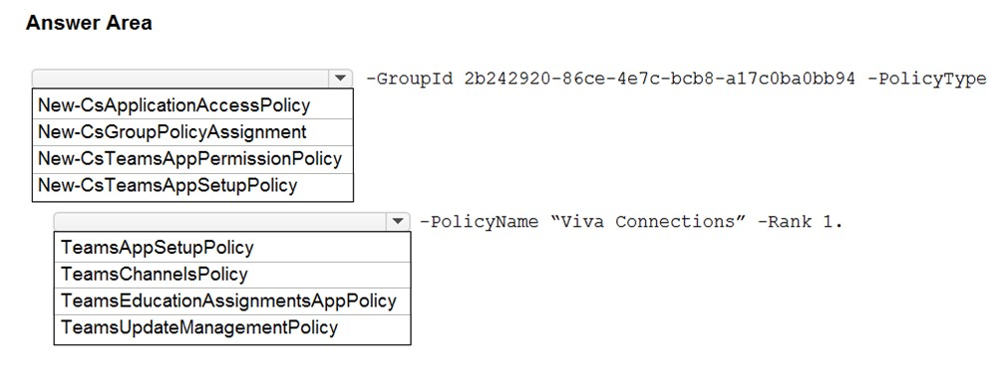 Answer Area
-GroupId 2b242920-86ce-4e7c-bcb8-a17c0ba0bb94 -PolicyType
New-CsApplicationAccessPolicy
New-CsGroupPolicyAssignment
New-CsTeamsAppPermissionPolicy
New-CsTeamsAppSetupPolicy
-PolicyName “Viva Connections” -Rank 1.
TeamsAppSetupPolicy
TeamsChannelsPolicy
TeamsEducationAssignmentsAppPolicy
TeamsUpdateManagementPolicy